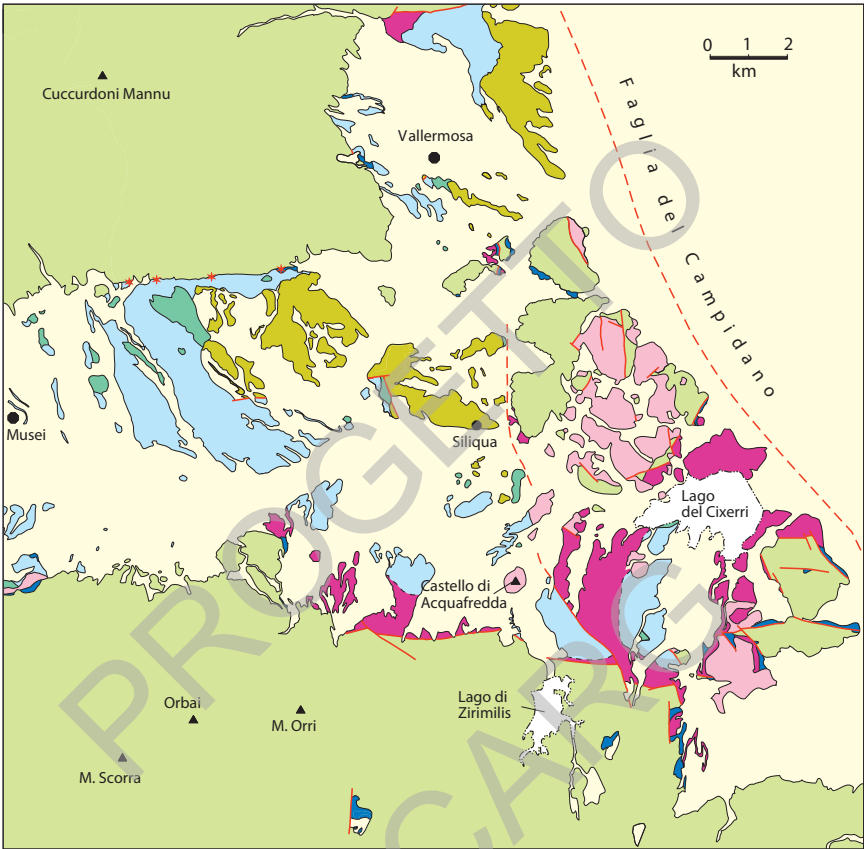 0 1 2
km
Cuccurdoni Mannu
Vallermosa
Faglia del Campidano
Musei
Siliqua
Lago
del Cixerri
Castello di
Acquafredda
Orbai
M. Orri
Lago di
Zirimilis
M. Scorra
PROGETTO
CARG